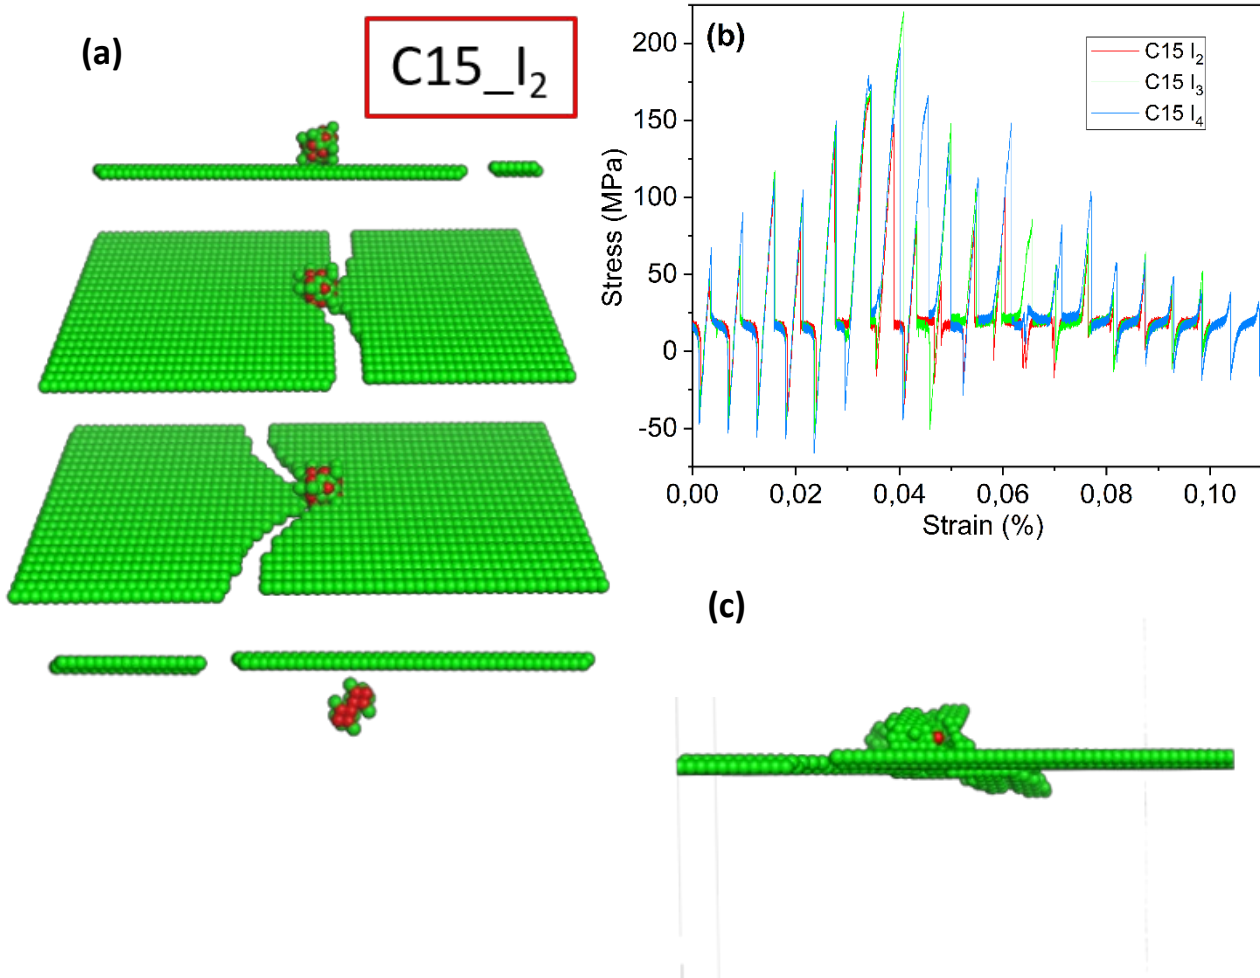 (a)
C15_I₂
(b)
C15 I₂
C15 I₃
C15 I₄
Stress (MPa)
200
150
100
50
0
-50
0,00 0,02 0,04 0,06 0,08 0,10
Strain (%)
(c)